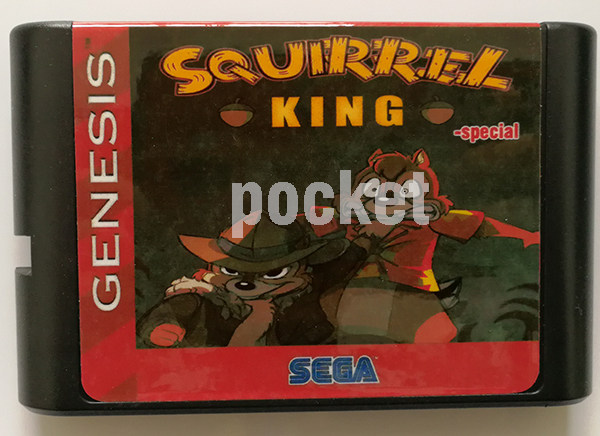 GENESIS
SQUIRREL
KING
-special
pocket
SEGA